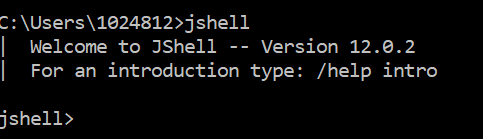 C:\Users\1024812>jshell
|  Welcome to JShell -- Version 12.0.2
|  For an introduction type: /help intro
jshell>